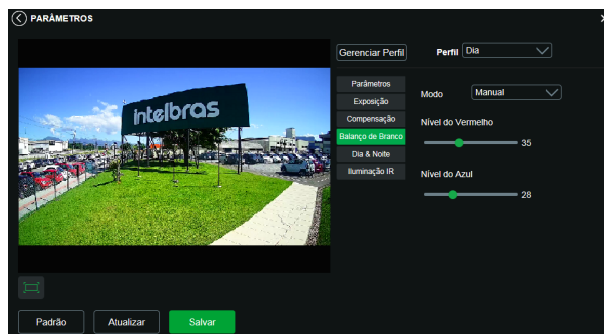 PARÂMETROS
Gerenciar Perfil
Perfil Dia
intelbras
Parâmetros
Exposição
Compensação
Balanço de Branco
Dia & Noite
Iluminação IR
Modo Manual
Nível do Vermelho
35
Nível do Azul
28
Padrão Atualizar Salvar